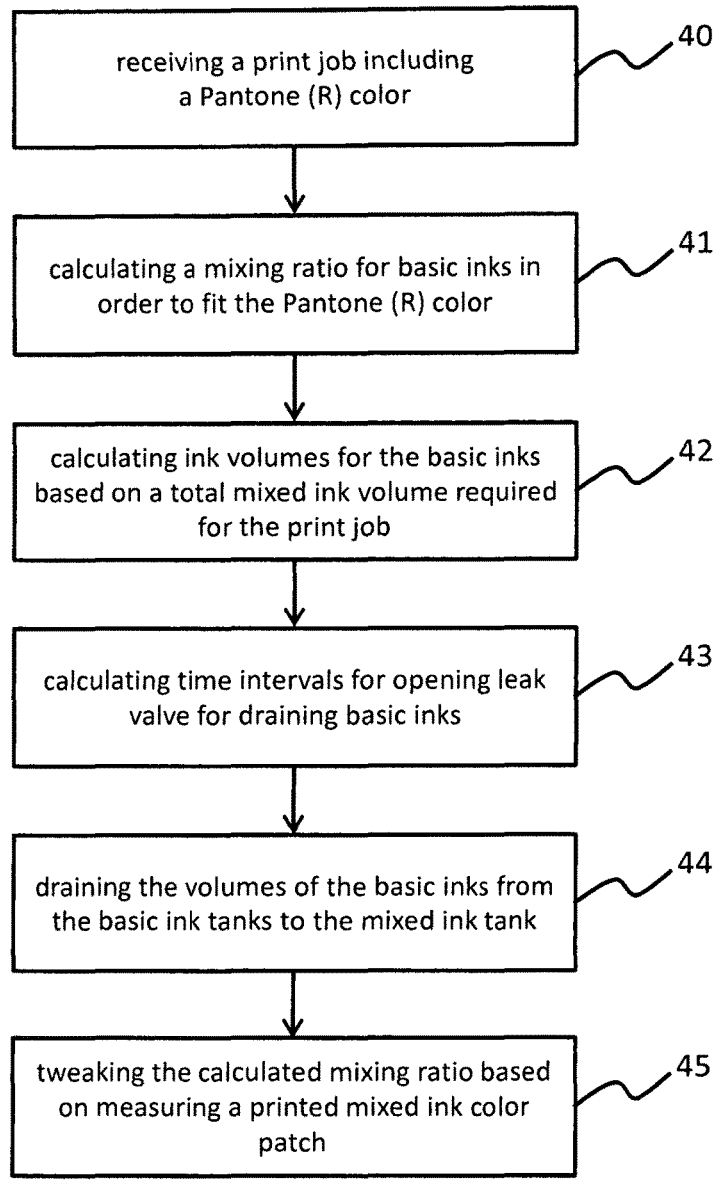 receiving a print job including
a Pantone (R) color
40
calculating a mixing ratio for basic inks in
order to fit the Pantone (R) color
41
calculating ink volumes for the basic inks
based on a total mixed ink volume required
for the print job
42
calculating time intervals for opening leak
valve for draining basic inks
43
draining the volumes of the basic inks from
the basic ink tanks to the mixed ink tank
44
tweaking the calculated mixing ratio based
on measuring a printed mixed ink color
patch
45